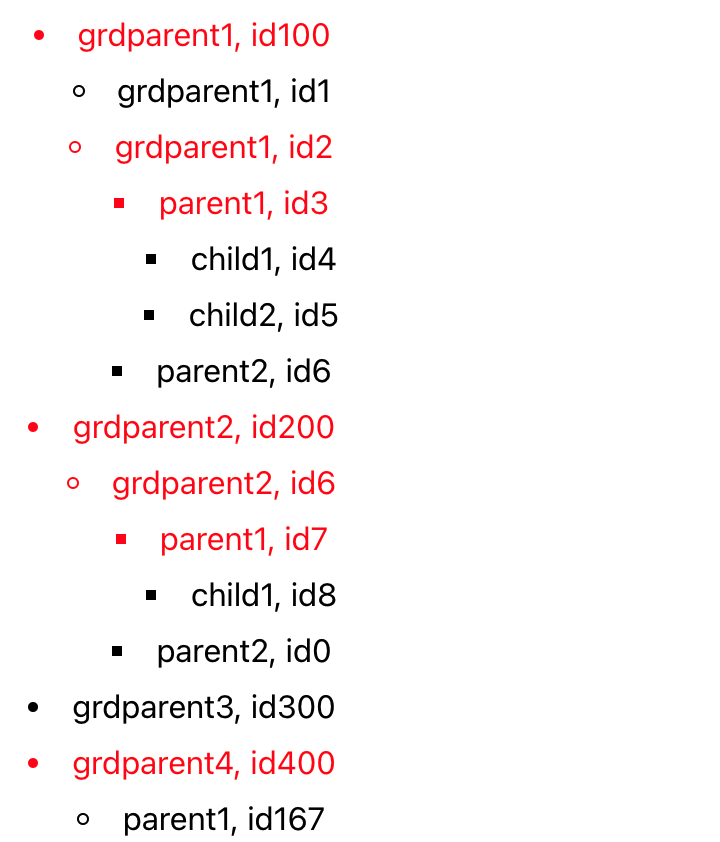 grdparent1, id100
grdparent1, id1
grdparent1, id2
parent1, id3
child1, id4
child2, id5
parent2, id6
grdparent2, id200
grdparent2, id6
parent1, id7
child1, id8
parent2, id0
grdparent3, id300
grdparent4, id400
parent1, id167